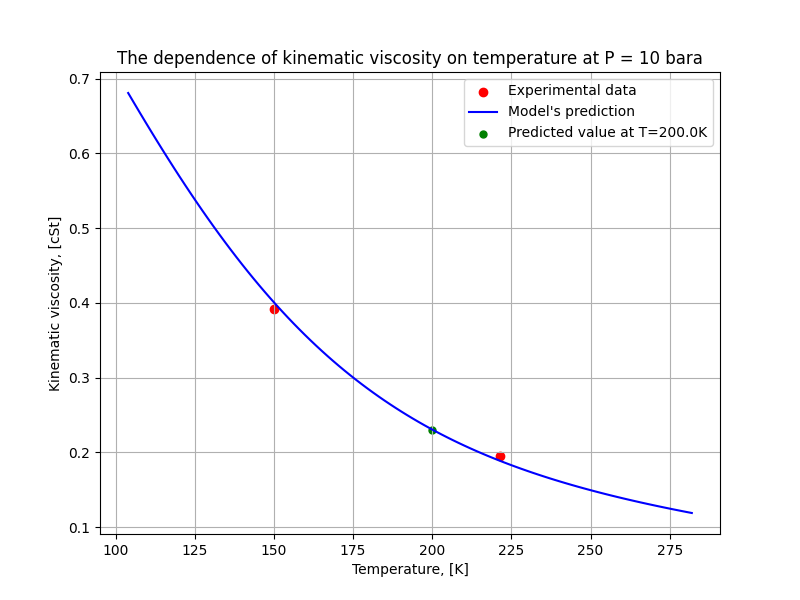 The dependence of kinematic viscosity on temperature at P = 10 bara
Experimental data
Model's prediction
Predicted value at T=200.0K
0.7
0.6
0.5
0.4
0.3
0.2
0.1
Kinematic viscosity, [cSt]
100 125 150 175 200 225 250 275
Temperature, [K]